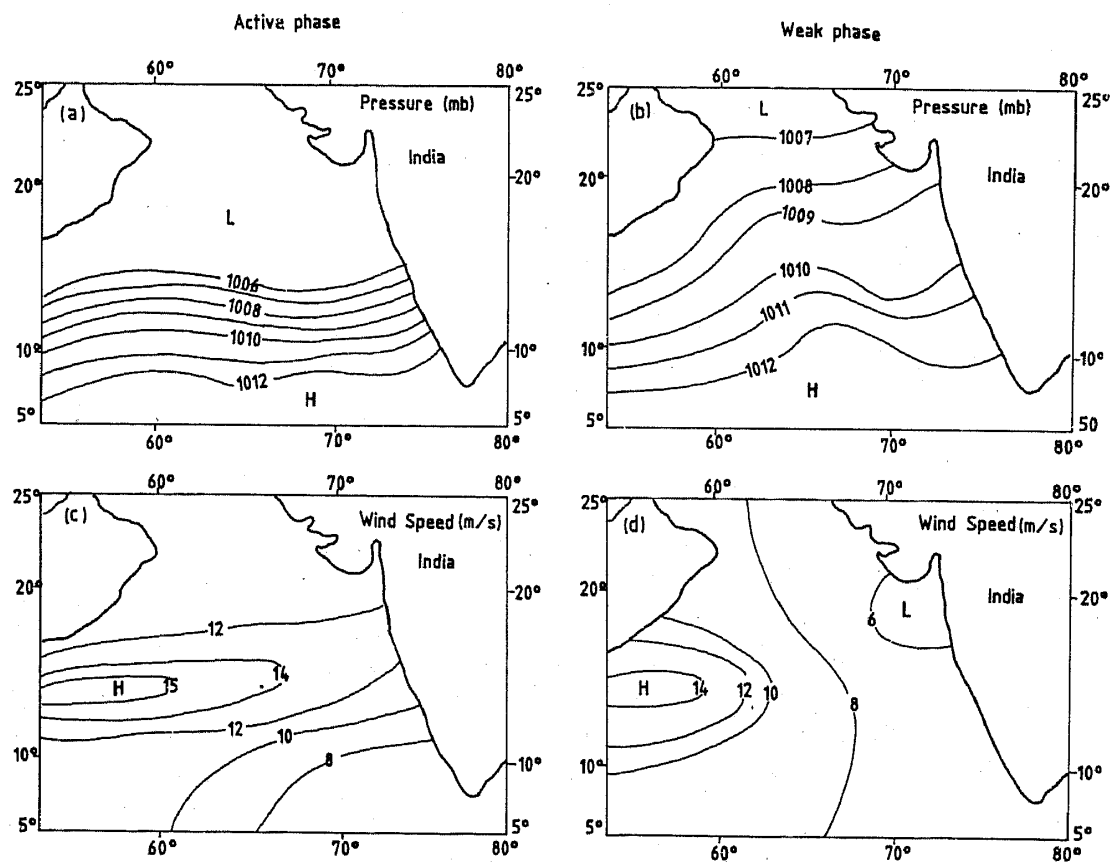 Active phase
Weak phase
60° 70° 80°
25° (a) Pressure (mb) 25°
India
20° 20°
L
1006
1008
1010
10° 10°
1012
H
5° 5°
60° 70° 80°
60° 70° 80°
25° (b) L Pressure (mb) 25°
1007
India
20° 20°
1008
1009
1010
1011
10° 10°
1012
H
5° 50
60° 70° 80°
60° 70° 80°
25° (c) Wind Speed (m/s) 25°
India
20° 20°
12
14
H 15
12
10
10° 8 10°
5° 5°
60° 70° 80°
60° 70° 80°
25° (d) Wind Speed (m/s) 25°
20° India 20°
L
6
H 14 12 10
8
10° 10°
5° 5°
60° 70° 80°